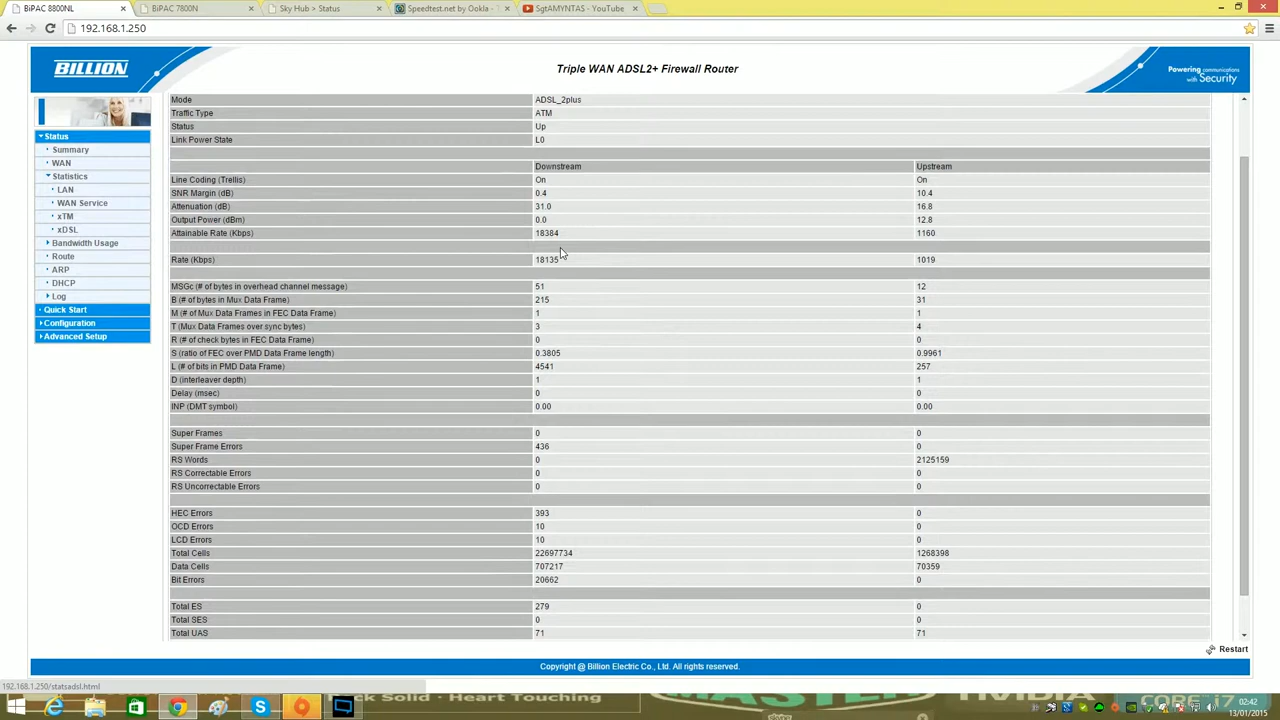 BiPAC 8800NL
BiPAC 7800N
Sky Hub > Status
Speedtest.net by Ookla - T
SgtAMYNTAS - YouTube
192.168.1.250
BILLION
Triple WAN ADSL2+ Firewall Router
Powering communications
with Security
Status
Summary
WAN
Statistics
LAN
WAN Service
xTM
xDSL
Bandwidth Usage
Route
ARP
DHCP
Log
Quick Start
Configuration
Advanced Setup
Mode ADSL_2plus
Traffic Type ATM
Status Up
Link Power State L0
Downstream Upstream
Line Coding (Trellis) On On
SNR Margin (dB) 0.4 10.4
Attenuation (dB) 31.0 16.8
Output Power (dBm) 0.0 12.8
Attainable Rate (Kbps) 18384 1160
Rate (Kbps) 18135 1019
MSGc (# of bytes in overhead channel message) 51 12
B (# of bytes in Mux Data Frame) 215 31
M (# of Mux Data Frames in FEC Data Frame) 1 1
T (Mux Data Frames over sync bytes) 3 4
R (# of check bytes in FEC Data Frame) 0 0
S (ratio of FEC over PMD Data Frame length) 0.3805 0.9961
L (# of bits in PMD Data Frame) 4541 257
D (interleaver depth) 1 1
Delay (msec) 0 0
INP (DMT symbol) 0.00 0.00
Super Frames 0 0
Super Frame Errors 436 0
RS Words 0 2125159
RS Correctable Errors 0 0
RS Uncorrectable Errors 0 0
HEC Errors 393 0
OCD Errors 10 0
LCD Errors 10 0
Total Cells 22697734 1268398
Data Cells 707217 70359
Bit Errors 20662 0
Total ES 279 0
Total SES 0 0
Total UAS 71 71
Restart
Copyright @ Billion Electric Co., Ltd. All rights reserved.
192.168.1.250/statsadsl.html
Solid Heart Touching
CORE i7
02:42
13/01/2015